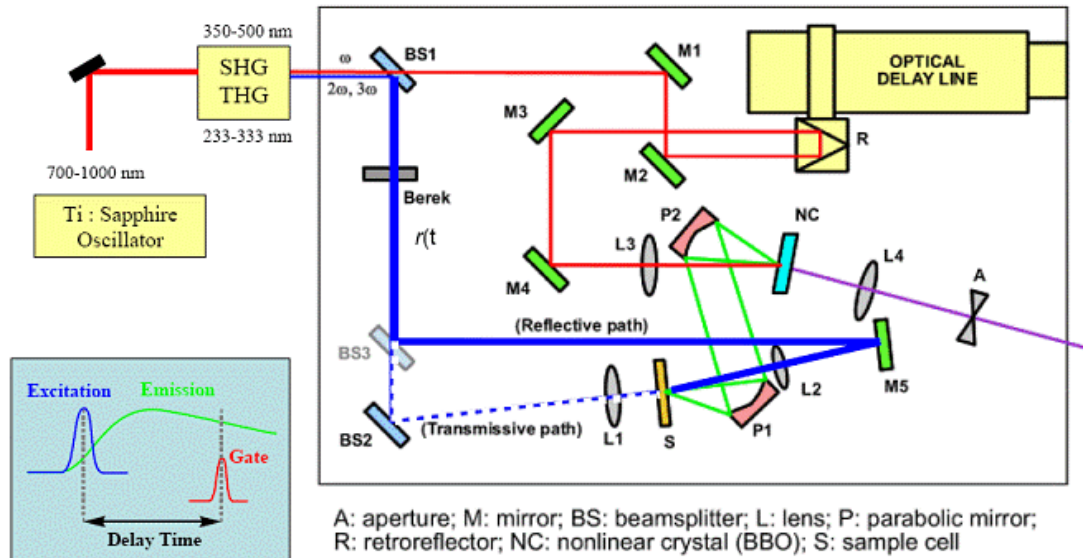 350-500 nm
SHG
THG
233-333 nm
700-1000 nm
Ti : Sapphire
Oscillator
ω
2ω, 3ω
BS1
M1
OPTICAL
DELAY LINE
M3
M2
R
Berek
r(t
P2
NC
L3
L4
M4
A
(Reflective path)
BS3
M5
L2
BS2
(Transmissive path)
L1
S
P1
Excitation
Emission
Gate
Delay Time
A: aperture; M: mirror; BS: beamsplitter; L: lens; P: parabolic mirror;
R: retroreflector; NC: nonlinear crystal (BBO); S: sample cell